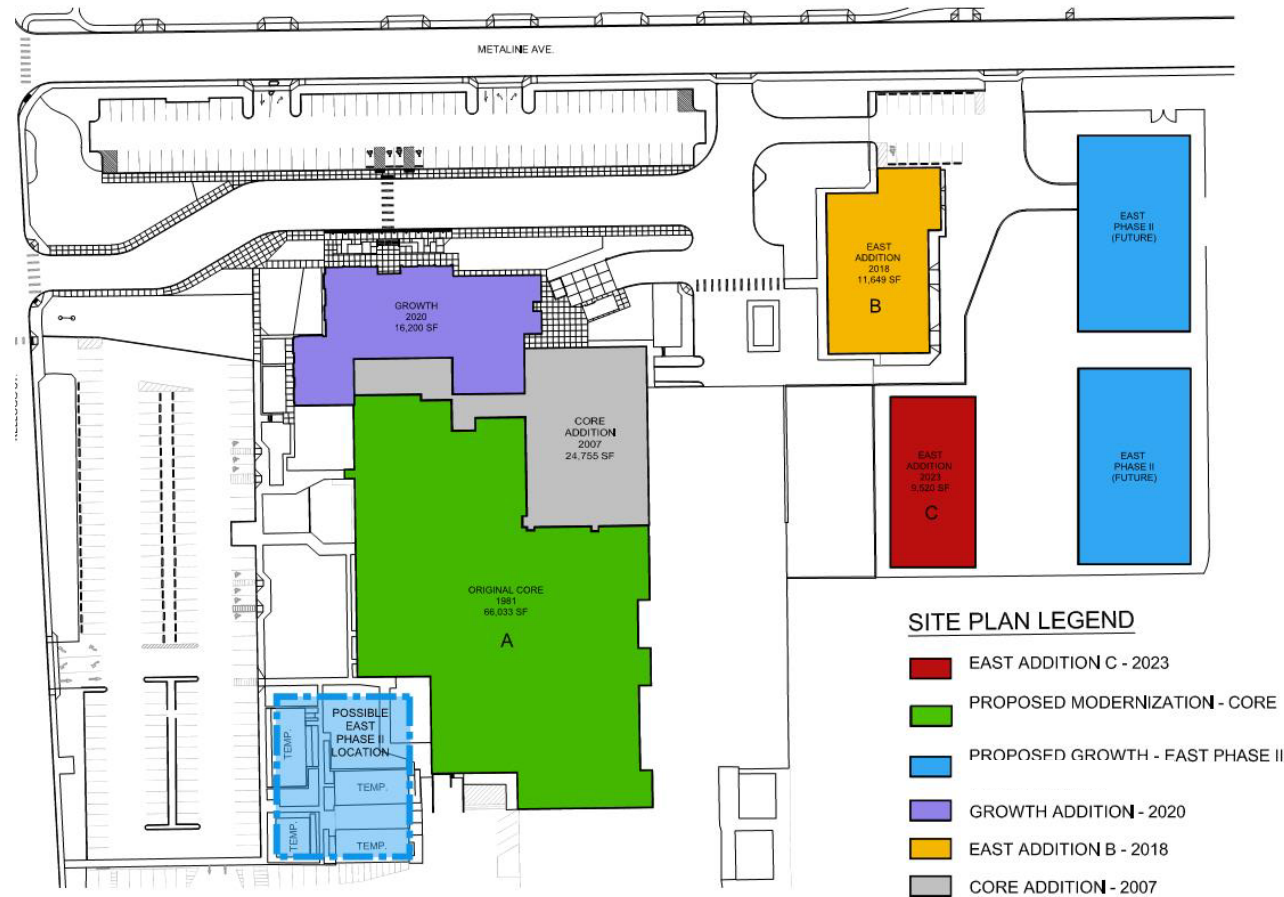 METALINE AVE.
EAST
PHASE II
(FUTURE)
EAST
ADDITION
2018
11,649 SF
B
GROWTH
2020
16,200 SF
CORE
ADDITION
2007
24,755 SF
EAST
ADDITION
2023
9,520 SF
C
EAST
PHASE II
(FUTURE)
ORIGINAL CORE
1981
66,033 SF
A
POSSIBLE
EAST
PHASE II
LOCATION
TEMP.
TEMP.
TEMP.
TEMP.
SITE PLAN LEGEND
EAST ADDITION C - 2023
PROPOSED MODERNIZATION - CORE
PROPOSED GROWTH - EAST PHASE II
GROWTH ADDITION - 2020
EAST ADDITION B - 2018
CORE ADDITION - 2007